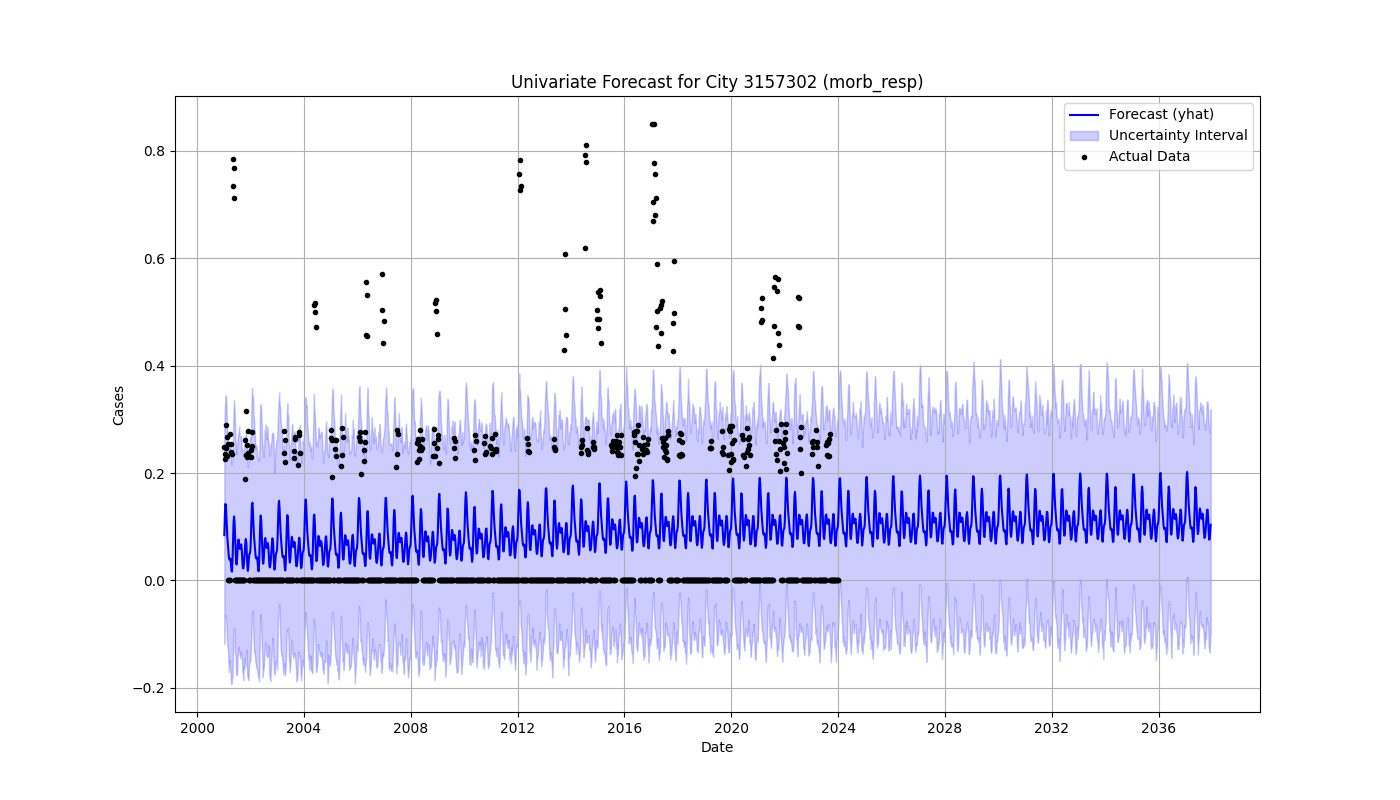 Univariate Forecast for City 3157302 (morb_resp)
Forecast (yhat)
Uncertainty Interval
Actual Data
Cases
0.8
0.6
0.4
0.2
0.0
−0.2
2000 2004 2008 2012 2016 2020 2024 2028 2032 2036
Date